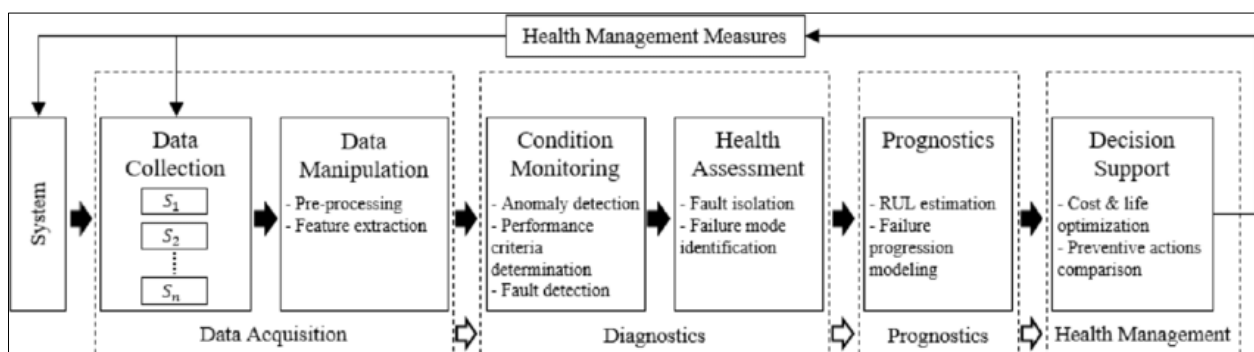 Health Management Measures
System
Data
Collection
S₁
S₂
Sₙ
Data
Manipulation
- Pre-processing
- Feature extraction
Condition
Monitoring
- Anomaly detection
- Performance
criteria
determination
- Fault detection
Health
Assessment
- Fault isolation
- Failure mode
identification
Prognostics
- RUL estimation
- Failure
progression
modeling
Decision
Support
- Cost & life
optimization
- Preventive actions
comparison
Data Acquisition
Diagnostics
Prognostics
Health Management